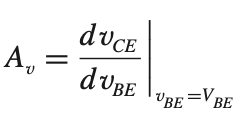 A_v = dv_CE / dv_BE |_{v_BE = V_BE}